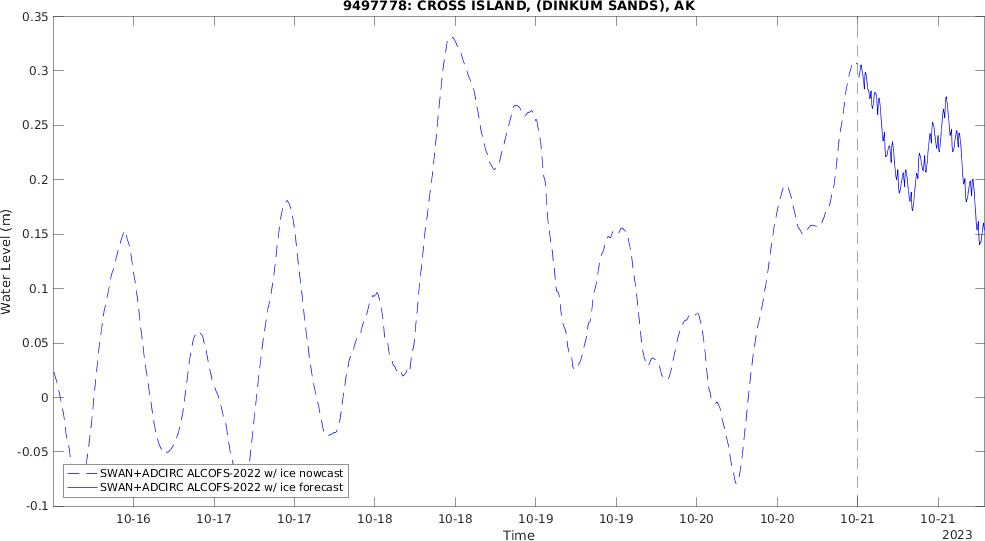 9497778: CROSS ISLAND, (DINKUM SANDS), AK
0.35
0.3
0.25
0.2
0.15
0.1
0.05
0
-0.05
-0.1
Water Level (m)
SWAN+ADCIRC ALCOFS-2022 w/ ice nowcast
SWAN+ADCIRC ALCOFS-2022 w/ ice forecast
10-16 10-17 10-17 10-18 10-18 10-19 10-19 10-20 10-20 10-21 10-21
Time
2023